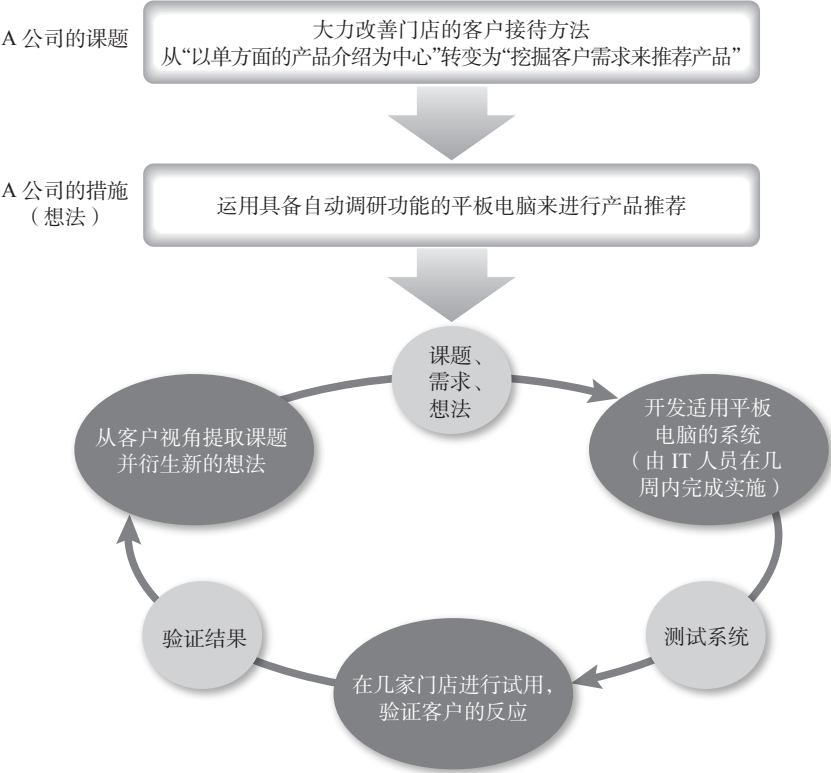 A 公司的课题
大力改善门店的客户接待方法
从“以单方面的产品介绍为中心”转变为“挖掘客户需求来推荐产品”
A 公司的措施
（想法）
运用具备自动调研功能的平板电脑来进行产品推荐
课题、
需求、
想法
开发适用平板
电脑的系统
（由 IT 人员在几
周内完成实施）
测试系统
在几家门店进行试用，
验证客户的反应
验证结果
从客户视角提取课题
并衍生新的想法